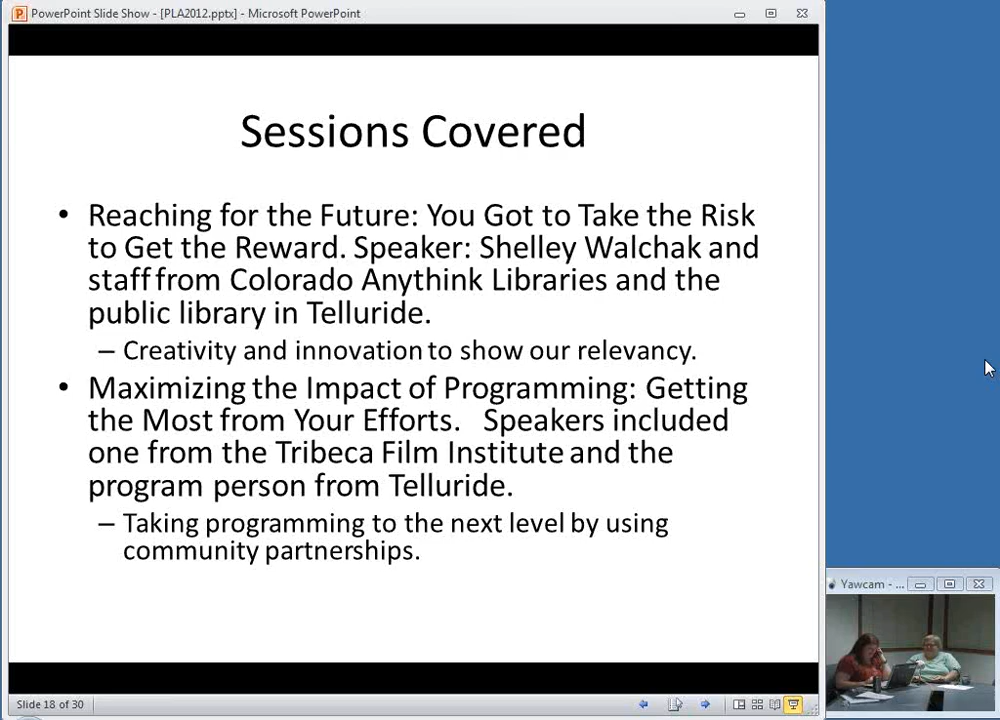 PowerPoint Slide Show - [PLA2012.pptx] - Microsoft PowerPoint
Sessions Covered
• Reaching for the Future: You Got to Take the Risk
to Get the Reward. Speaker: Shelley Walchak and
staff from Colorado Anythink Libraries and the
public library in Telluride.
– Creativity and innovation to show our relevancy.
• Maximizing the Impact of Programming: Getting
the Most from Your Efforts. Speakers included
one from the Tribeca Film Institute and the
program person from Telluride.
– Taking programming to the next level by using
community partnerships.
Yawcam - ...
Slide 18 of 30